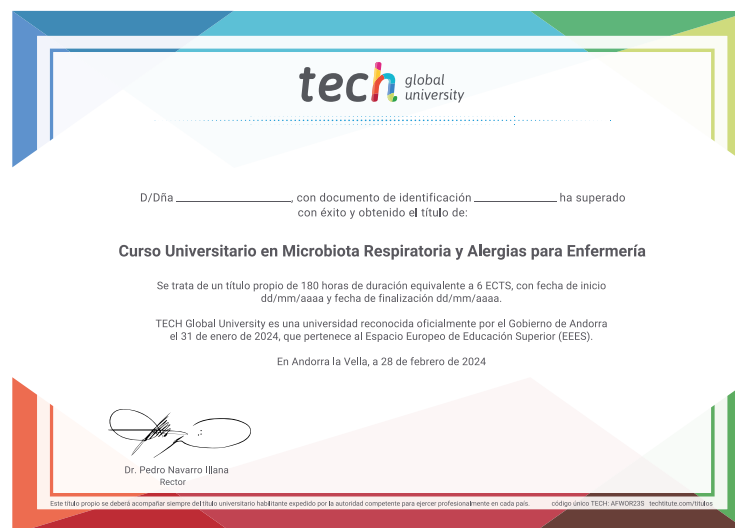 tech global university
D/Dña ____________, con documento de identificación ____________ ha superado
con éxito y obtenido el título de:
Curso Universitario en Microbiota Respiratoria y Alergias para Enfermería
Se trata de un título propio de 180 horas de duración equivalente a 6 ECTS, con fecha de inicio
dd/mm/aaaa y fecha de finalización dd/mm/aaaa.
TECH Global University es una universidad reconocida oficialmente por el Gobierno de Andorra
el 31 de enero de 2024, que pertenece al Espacio Europeo de Educación Superior (EEES).
En Andorra la Vella, a 28 de febrero de 2024
Dr. Pedro Navarro Illana
Rector
Este título propio se deberá acompañar siempre del título universitario habilitante expedido por la autoridad competente para ejercer profesionalmente en cada país. código único TECH: AFWOR23S techtitute.com/titulos